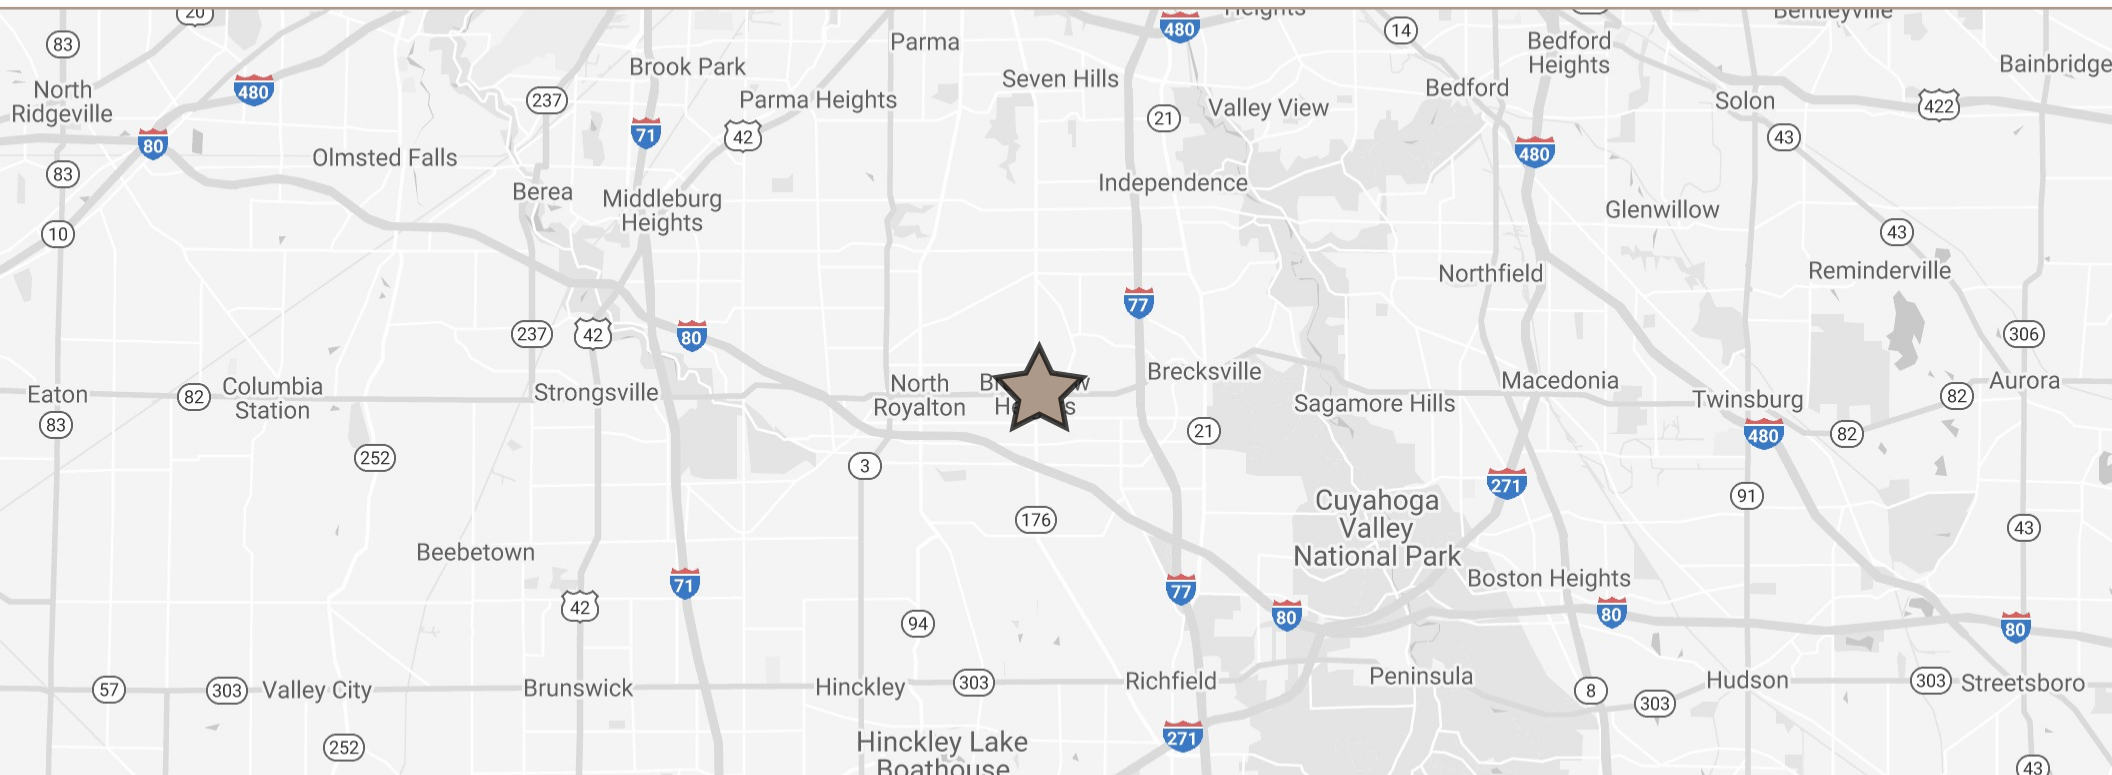 20
480
Heights
14
Bentleyville
83
Parma
Bedford
Heights
Brook Park
Seven Hills
Bainbridge
North
Ridgeville
480
237
Parma Heights
Bedford
21
Valley View
Solon
422
80
71
42
43
480
Olmsted Falls
83
Berea
Middleburg
Heights
Independence
Glenwillow
10
43
Northfield
Reminderville
77
237
42
80
306
Brecksville
Eaton
82
Columbia
Station
Strongsville
North
Royalton
Macedonia
Sagamore Hills
Twinsburg
82
Aurora
83
21
480
82
252
3
271
91
176
Cuyahoga
Valley
National Park
43
Beebetown
71
77
Boston Heights
42
80
80
80
94
57
303
Valley City
Brunswick
Hinckley
303
Richfield
Peninsula
8
303
Hudson
303
Streetsboro
252
271
Hinckley Lake
Boathouse
43